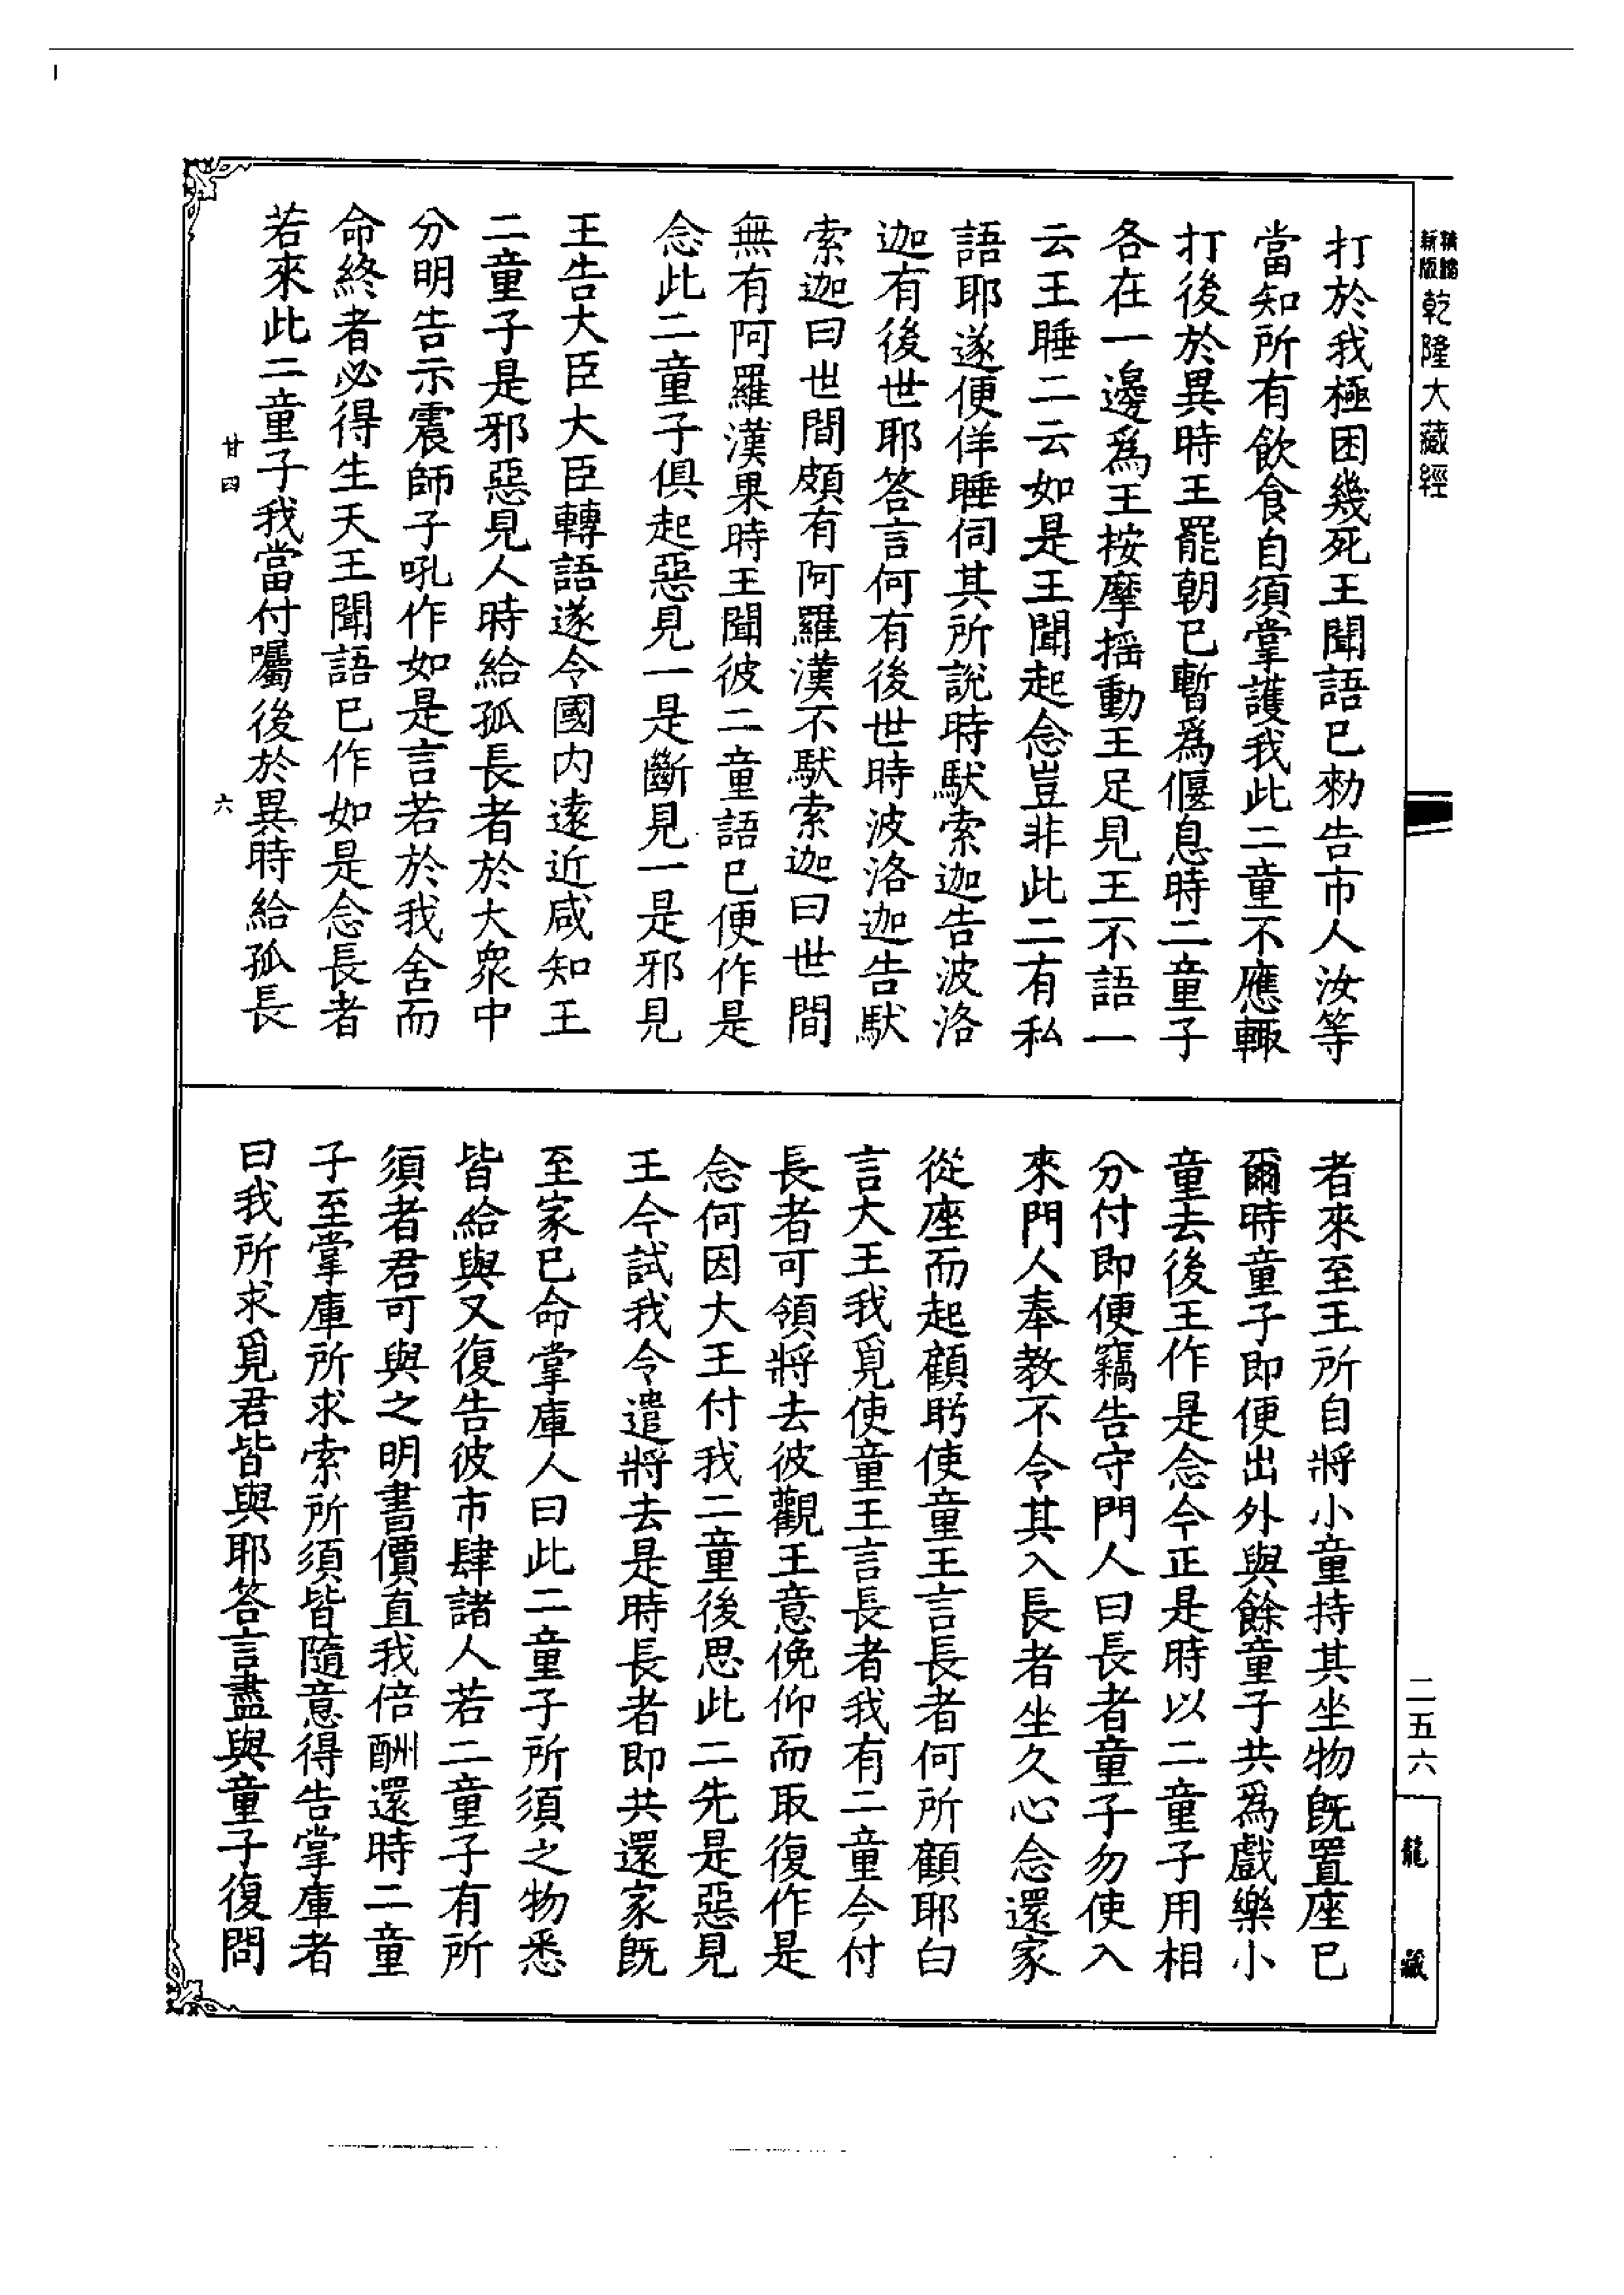 新版
乾隆大藏經
打於我極困幾死王聞語已勑告市人汝等
當知所有飲食自須掌護我此二童不應輙
打後於異時王罷朝已暫爲偃息時二童子
各在一邊爲王按摩摇動王足見王不語一
云王睡二云如是王聞起念豈非此二有私
語耶遂便佯睡伺其所說時馱索迦告波洛
迦有後世耶答言何有後世時波洛迦告馱
索迦曰世間頗有阿羅漢不馱索迦曰世間
無有阿羅漢果時王聞彼二童語已便作是
念此二童子俱起惡見一是斷見一是邪見
王告大臣大臣轉語遂令國内逺近咸知王
二童子是邪惡見人時給孤長者於大衆中
分明告示震師子吼作如是言若於我舍而
命終者必得生天王聞語已作如是念長者
若來此二童子我當付囑後於異時給孤長
甘四
六
者來至王所自將小童持其坐物既置座已
爾時童子即便出外與餘童子共爲戲樂小
童去後王作是念今正是時以二童子用相
分付即便竊告守門人曰長者童子勿使入
來門人奉教不令其入長者坐久心念還家
從座而起顧眄使童王言長者何所顧耶白
言大王我覓使童王言長者我有二童今付
長者可領將去彼觀王意俛仰而取復作是
念何因大王付我二童後思此二先是惡見
王今試我令遣將去是時長者即共還家既
至家已命掌庫人曰此二童子所須之物悉
皆給與又復告彼市肆諸人若二童子有所
須者君可與之明書價直我倍酬還時二童
子至掌庫所求索所須皆隨意得告掌庫者
曰我所求覓君皆與耶答言盡與童子復問
二五六
龍藏